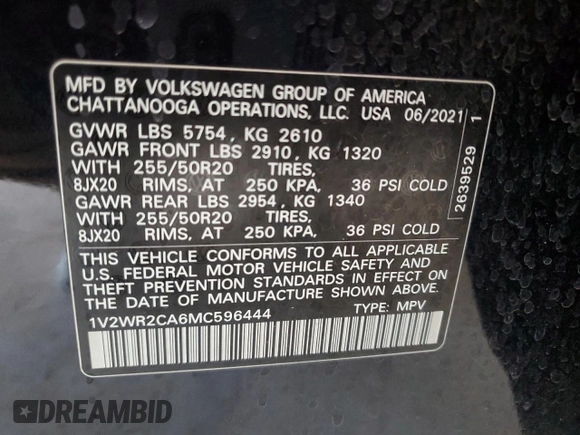 MFD BY VOLKSWAGEN GROUP OF AMERICA
CHATTANOOGA OPERATIONS, LLC. USA 06/2021
GVWR LBS 5754, KG 2610
GAWR FRONT LBS 2910, KG 1320
WITH 255/50R20 TIRES,
8JX20 RIMS, AT 250 KPA, 36 PSI COLD
GAWR REAR LBS 2954, KG 1340
WITH 255/50R20 TIRES,
8JX20 RIMS, AT 250 KPA, 36 PSI COLD
THIS VEHICLE CONFORMS TO ALL APPLICABLE
U.S. FEDERAL MOTOR VEHICLE SAFETY AND
THEFT PREVENTION STANDARDS IN EFFECT ON
THE DATE OF MANUFACTURE SHOWN ABOVE.
1V2WR2CA6MC596444 TYPE: MPV
2639529 1
DREAMBID